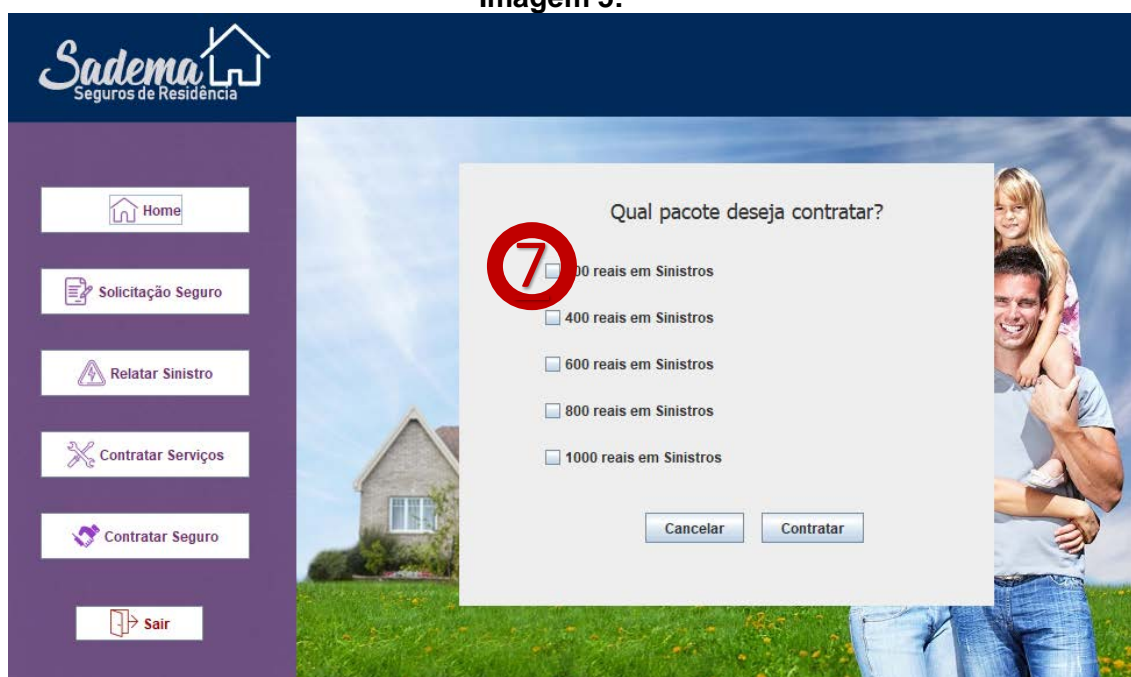 Imagem 5:
Sadema
Seguros de Residência
Home
Solicitação Seguro
Relatar Sinistro
Contratar Serviços
Contratar Seguro
Sair
Qual pacote deseja contratar?
7
00 reais em Sinistros
400 reais em Sinistros
600 reais em Sinistros
800 reais em Sinistros
1000 reais em Sinistros
Cancelar Contratar